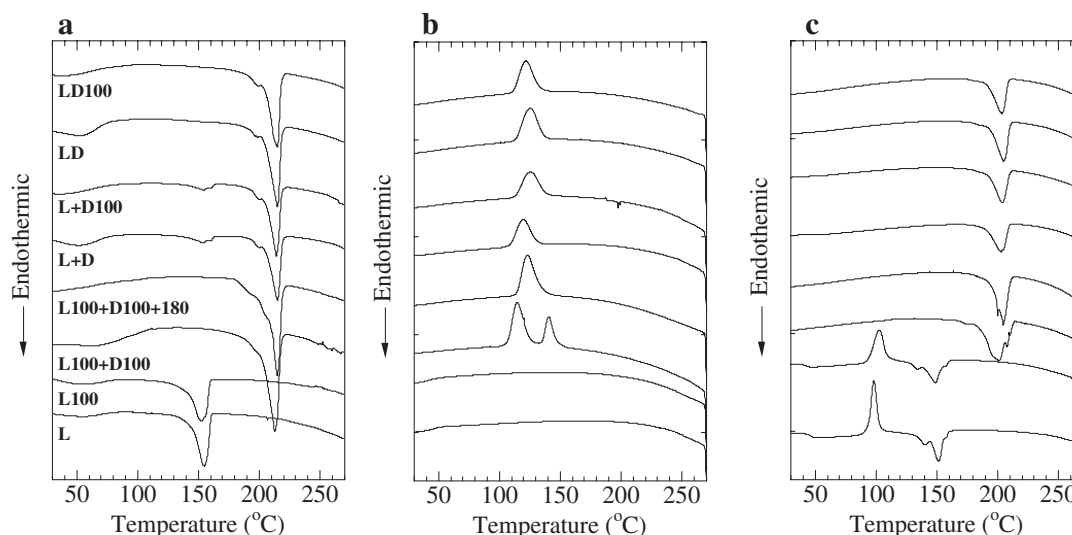 a
LD100
LD
L+D100
L+D
L100+D100+180
L100+D100
L100
L
Endothermic
50 100 150 200 250
Temperature (°C)
b
Endothermic
50 100 150 200 250
Temperature (°C)
c
Endothemic
50 100 150 200 250
Temperature (°C)